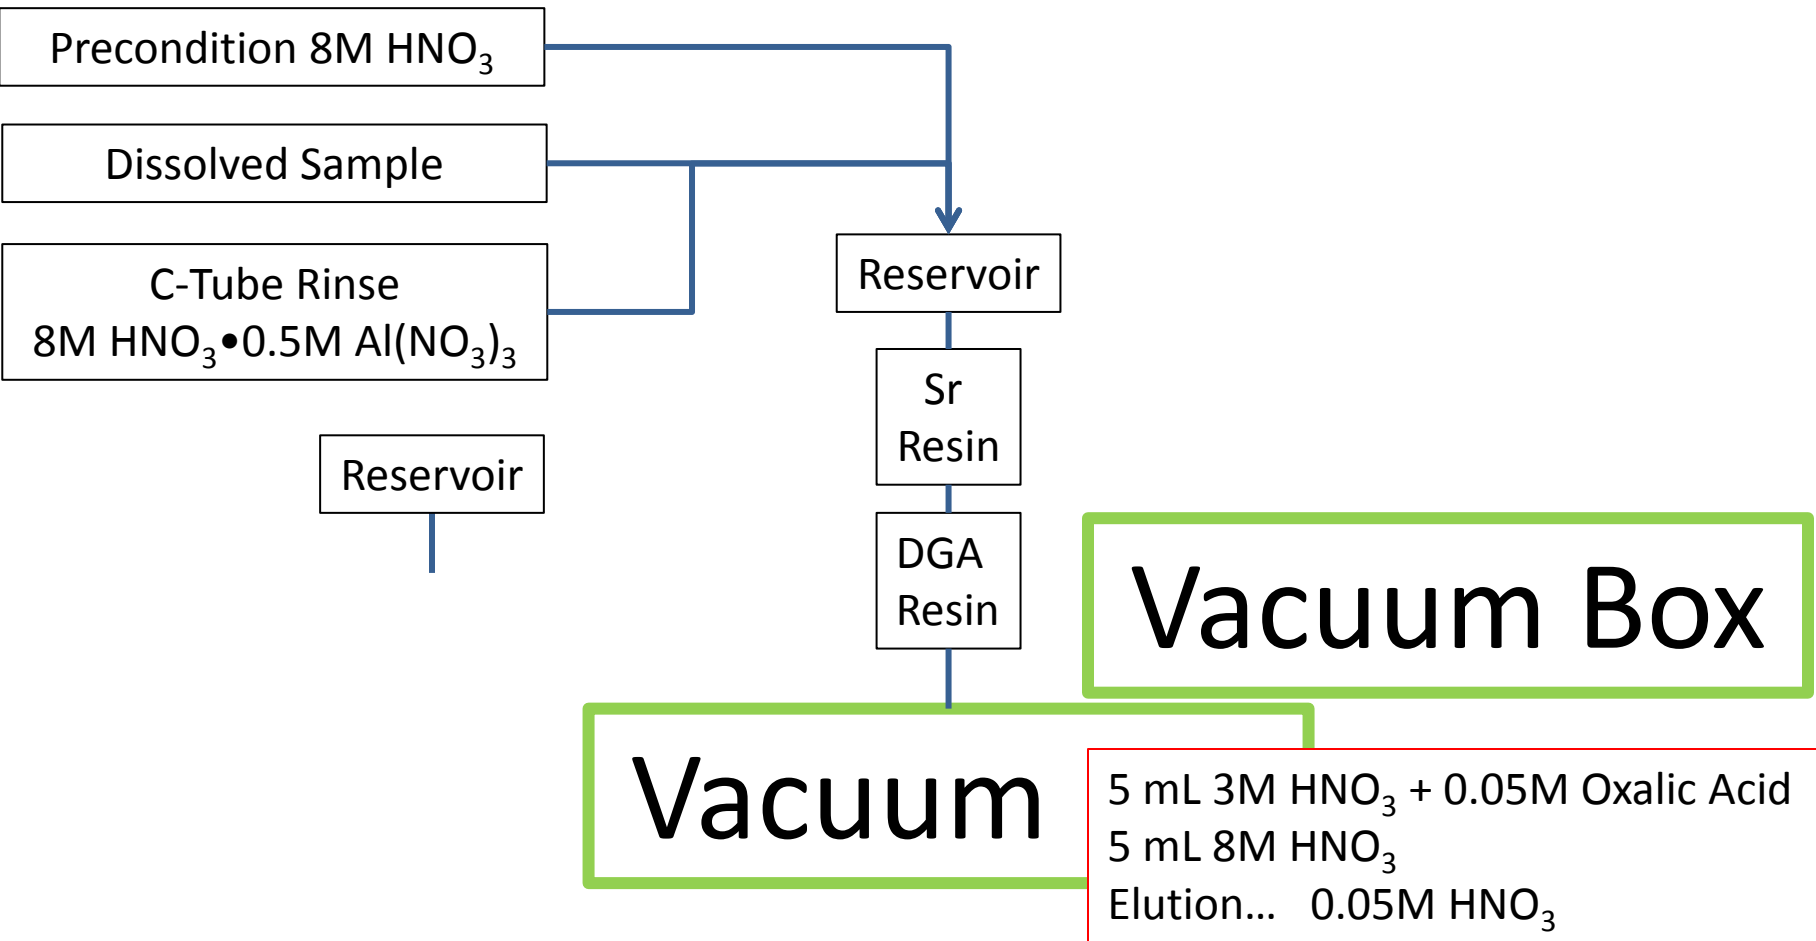 Precondition 8M HNO₃
Dissolved Sample
C-Tube Rinse
8M HNO₃•0.5M Al(NO₃)₃
Reservoir
Sr
Resin
Reservoir
DGA
Resin
Vacuum Box
Vacuum
5 mL 3M HNO₃ + 0.05M Oxalic Acid
5 mL 8M HNO₃
Elution... 0.05M HNO₃